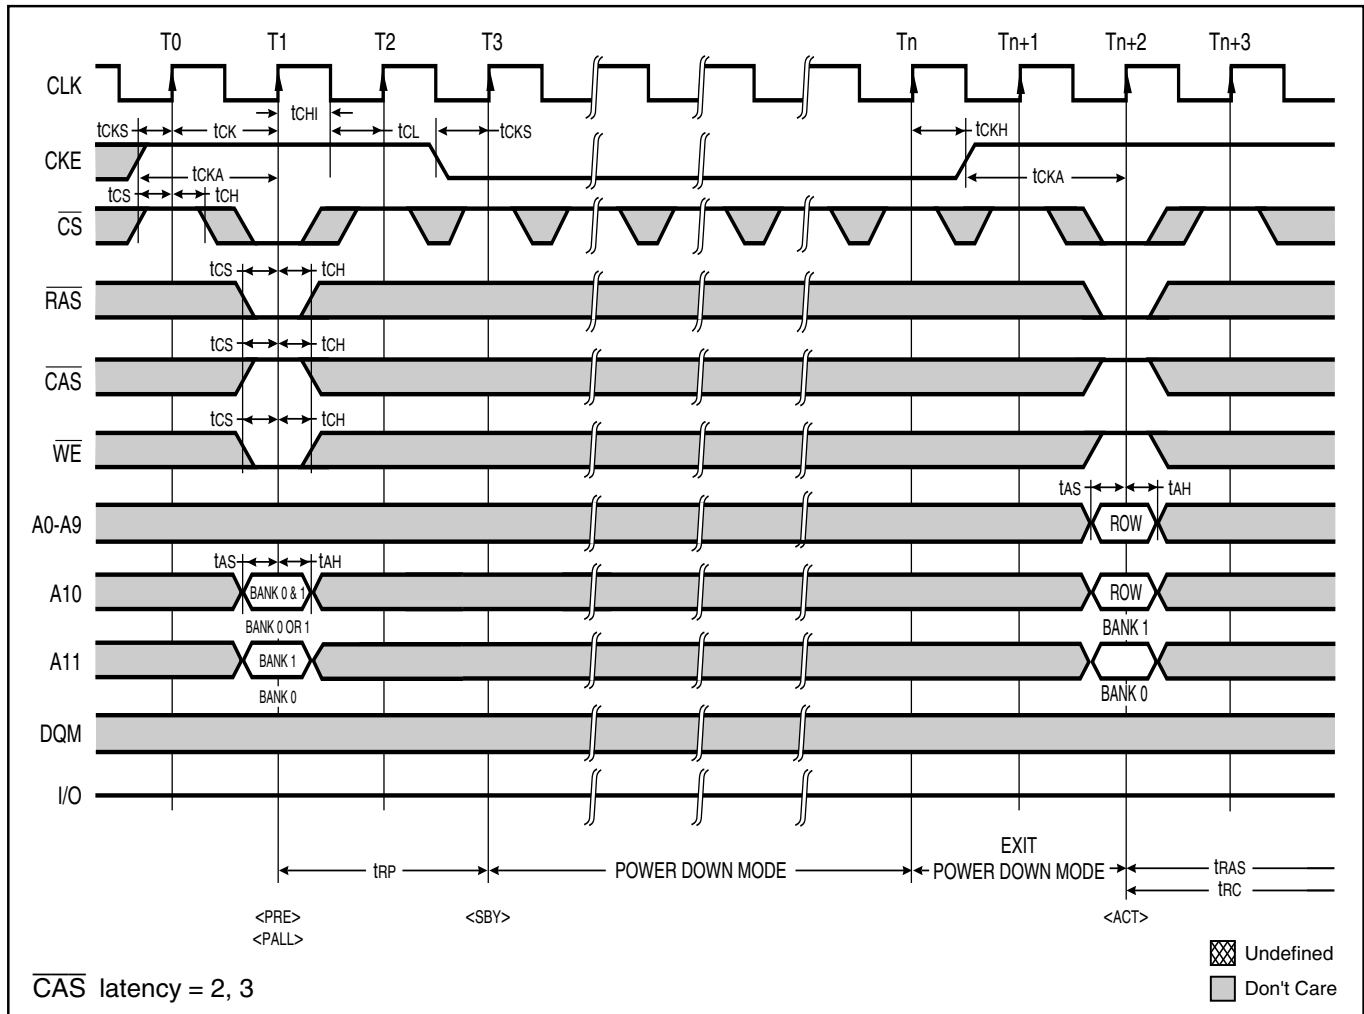 T0 T1 T2 T3 Tn Tn+1 Tn+2 Tn+3
CLK
tCHI
tCKS tCK tCL tCKS tCKH
CKE
tCKA tCKA
tCS tCH
CS
tCS tCH
RAS
tCS tCH
CAS
tCS tCH
WE
tAS tAH
A0-A9 ROW
tAS tAH
A10 BANK 0 & 1 ROW
BANK 0 OR 1 BANK 1
A11 BANK 1
BANK 0 BANK 0
DQM
I/O
EXIT
tRP POWER DOWN MODE POWER DOWN MODE tRAS
tRC
<PRE> <SBY> <ACT>
<PALL>
Undefined
CAS latency = 2, 3 Don't Care